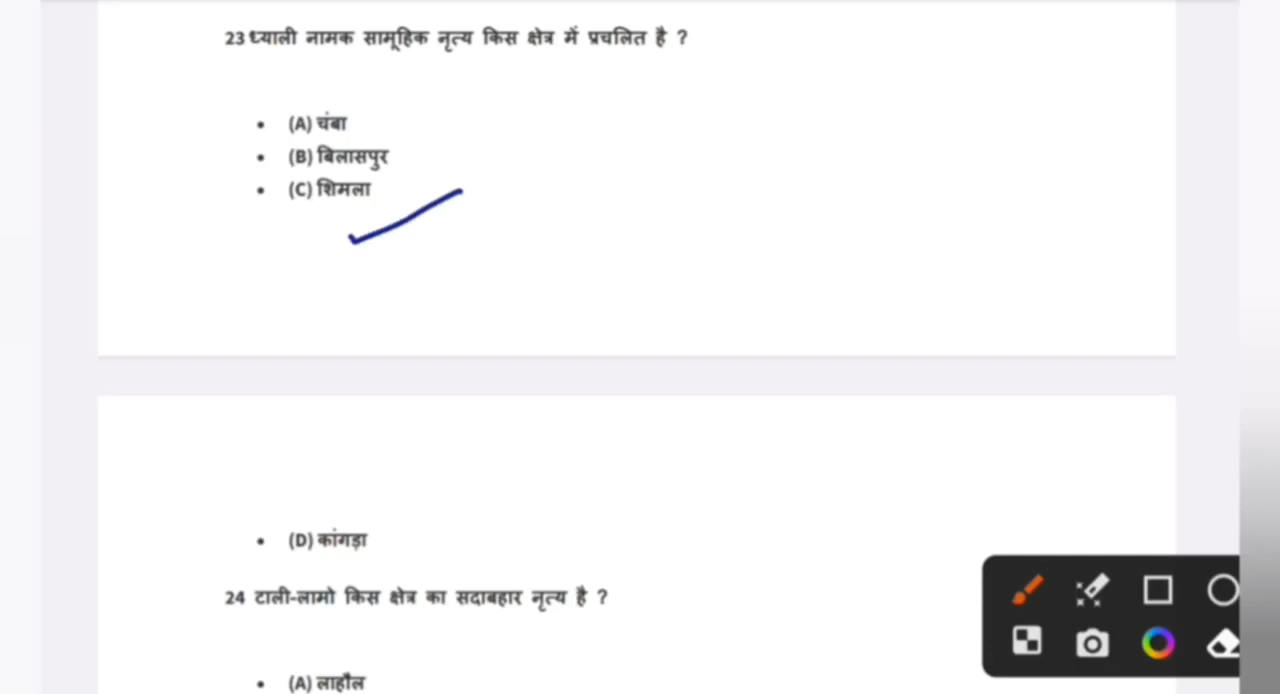 23 ध्याली नामक सामूहिक नृत्य किस क्षेत्र में प्रचलित है ?
• (A) चंबा
• (B) बिलासपुर
• (C) शिमला
• (D) कांगड़ा
24 टाली-लामो किस क्षेत्र का सदाबहार नृत्य है ?
• (A) लाहौल